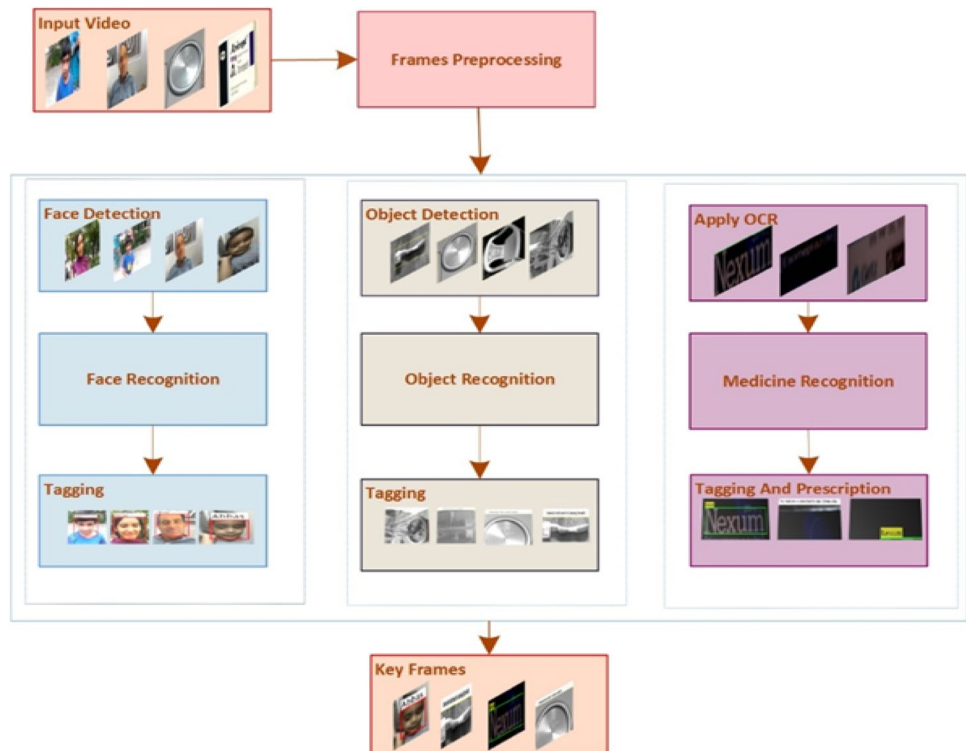 Input Video
Frames Preprocessing
Face Detection
Object Detection
Apply OCR
Nexum
Face Recognition
Object Recognition
Medicine Recognition
Tagging
Tagging
Tagging And Prescription
Nexum
Key Frames
Nexum